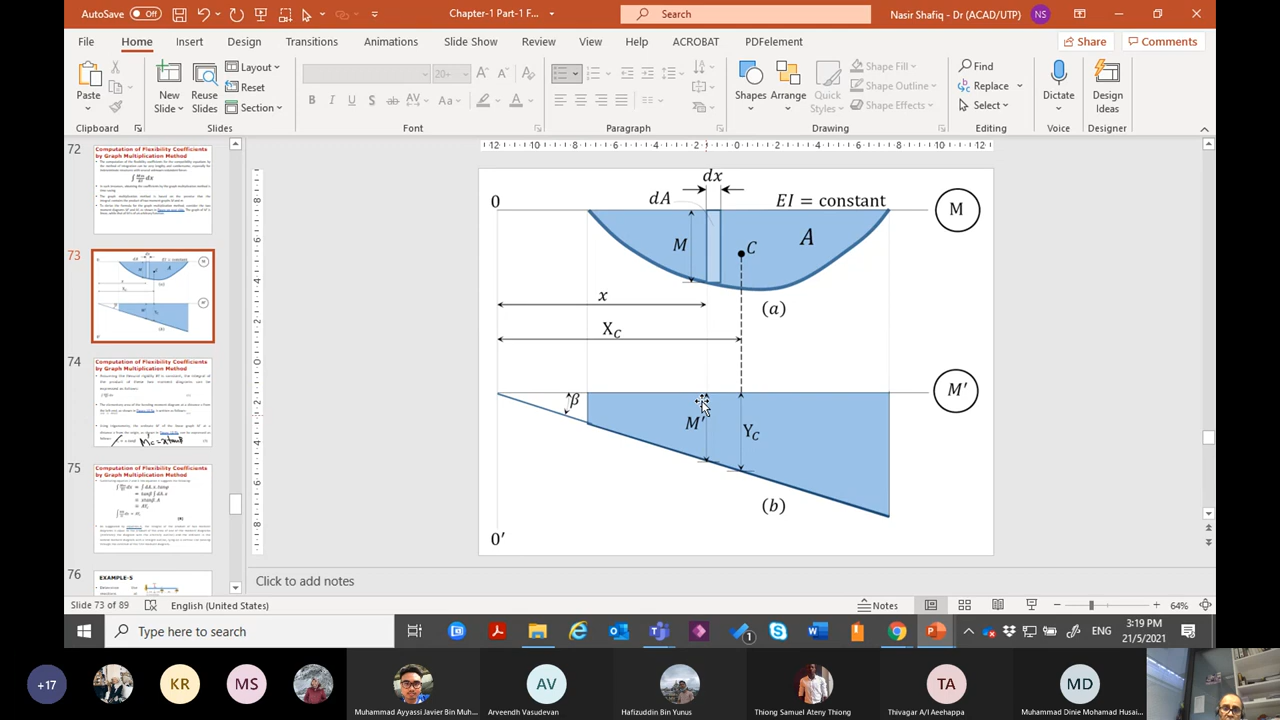 AutoSave Off
Chapter-1 Part-1 F...
Search
Nasir Shafiq - Dr (ACAD/UTP)
NS
File Home Insert Design Transitions Animations Slide Show Review View Help ACROBAT PDFelement
Share Comments
Paste
New Slide
Reuse Slides
Layout
Reset
Section
20+
Shapes
Arrange
Quick Styles
Shape Fill
Shape Outline
Shape Effects
Find
Replace
Select
Dictate
Design Ideas
Clipboard Slides Font Paragraph Drawing Editing Voice Designer
72
Computation of Flexibility Coefficients
by Graph Multiplication Method
73
74
Computation of Flexibility Coefficients
by Graph Multiplication Method
75
Computation of Flexibility Coefficients
by Graph Multiplication Method
76
EXAMPLE-5
dx
0
dA
EI = constant
M
M
C
A
x
(a)
X_C
M′
β
M′
Y_C
(b)
0′
Click to add notes
Slide 73 of 89
English (United States)
Notes
64%
Type here to search
1
ENG
3:19 PM
21/5/2021
+17
KR
MS
Muhammad Ayyassi Javier Bin Muh...
AV
Arveendh Vasudevan
Hafizuddin Bin Yunus
Thiong Samuel Ateny Thiong
TA
Thivagar A/l Aeehappa
MD
Muhammad Dinie Mohamad Husai...